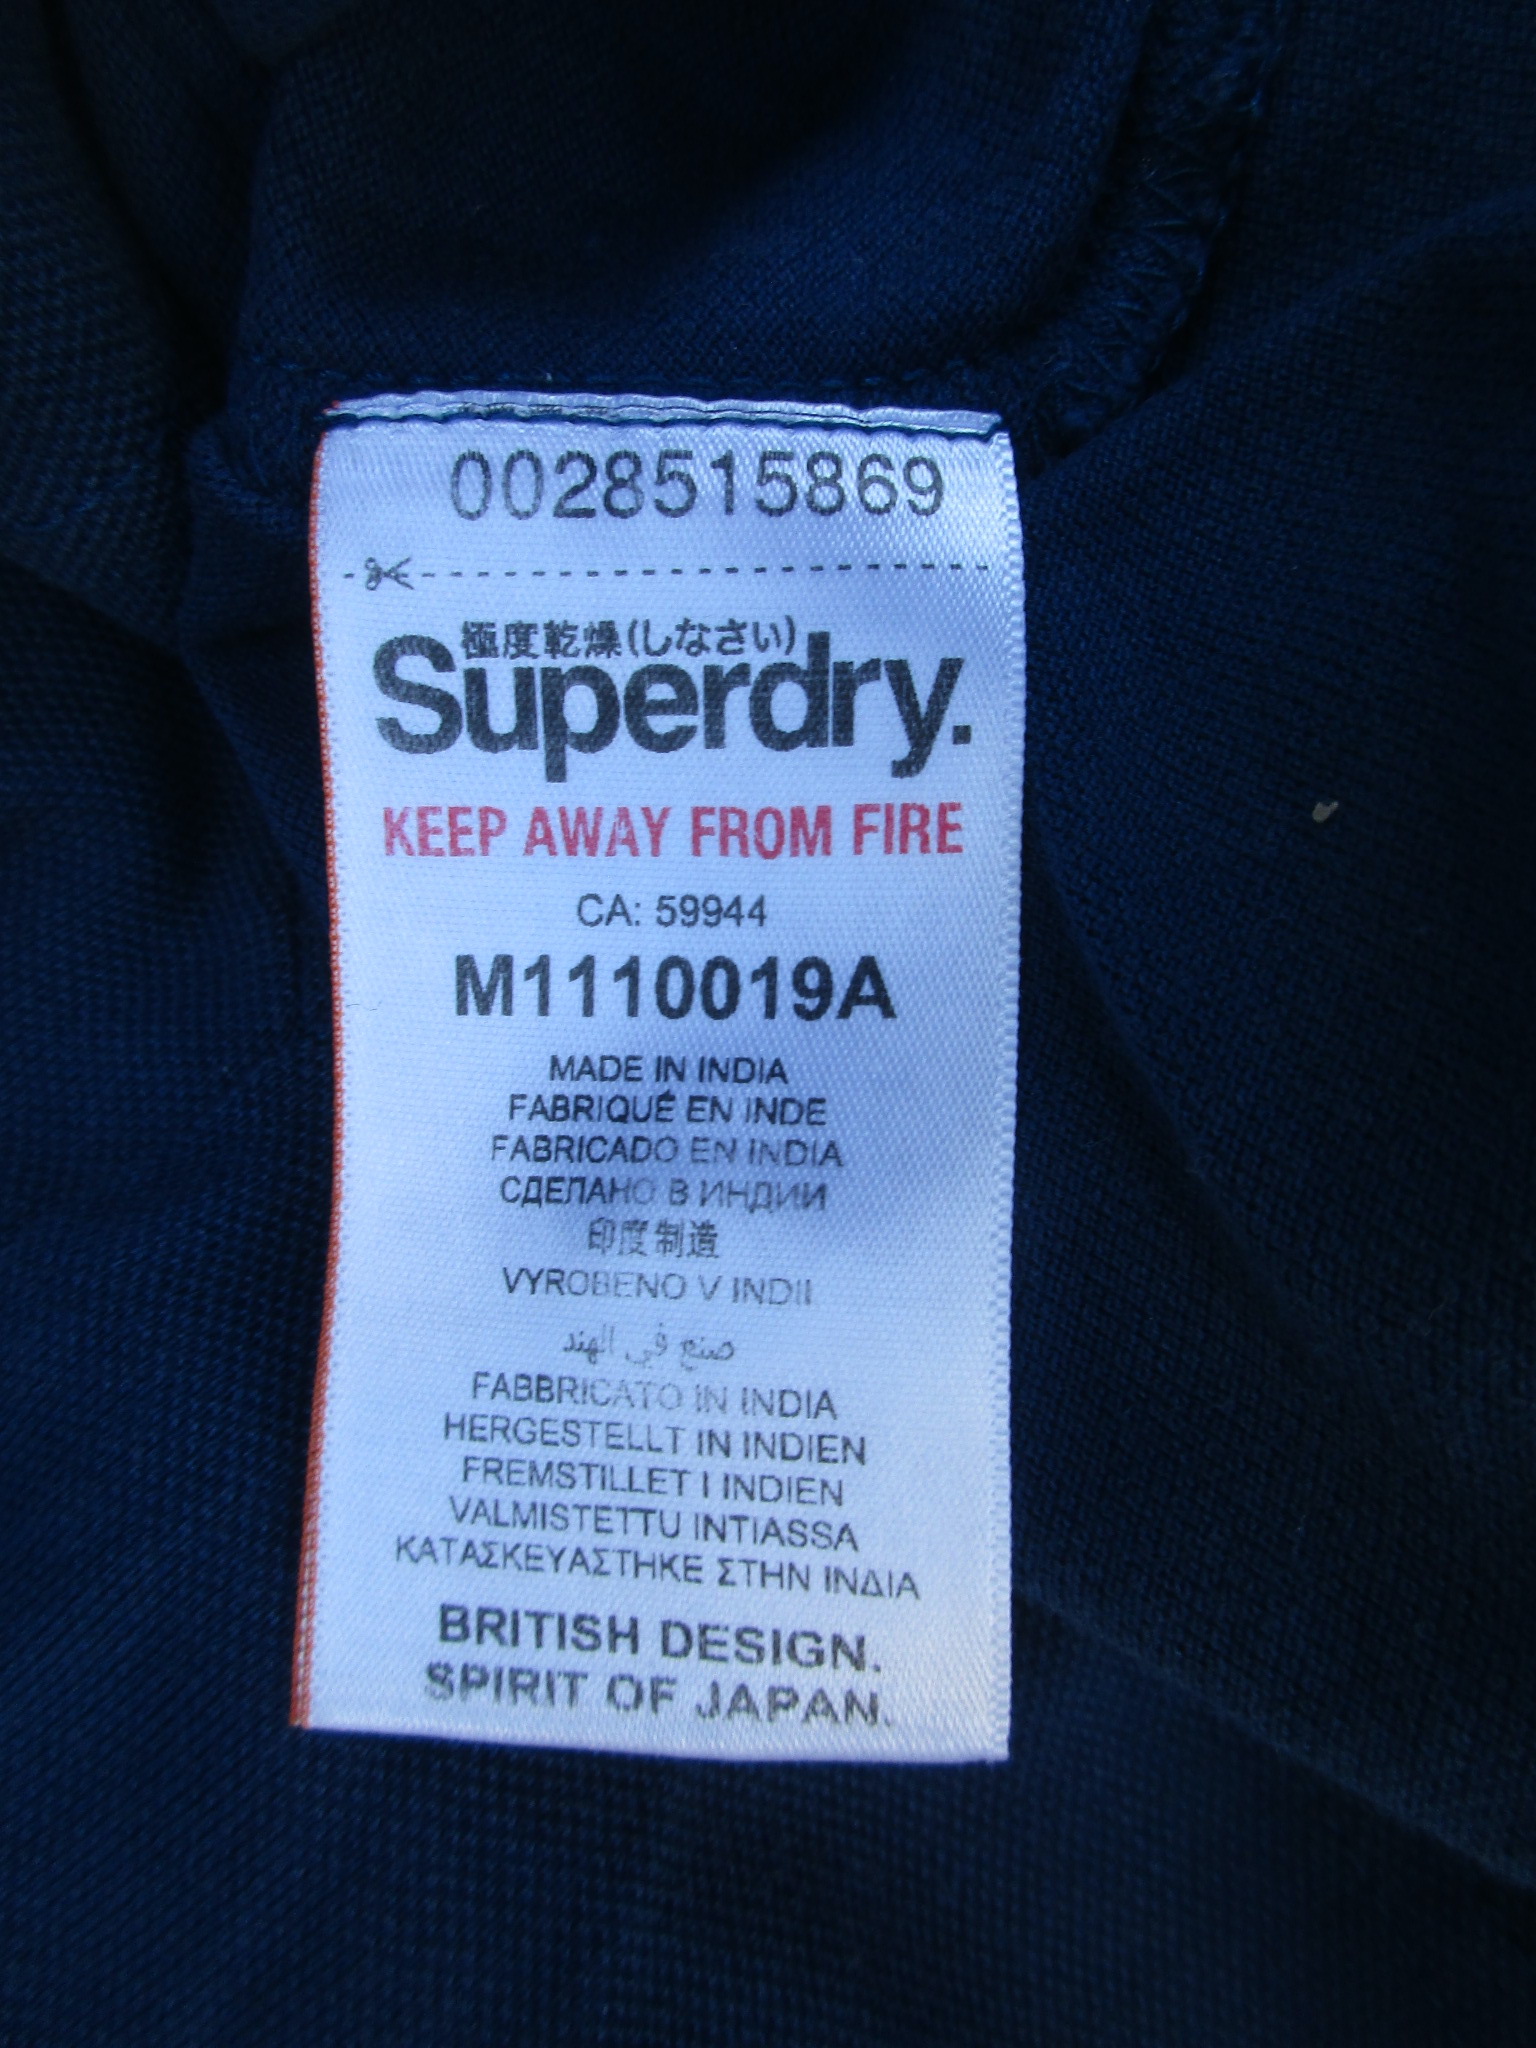 0028515869
極度乾燥(しなさい)
Superdry.
KEEP AWAY FROM FIRE
CA: 59944
M1110019A
MADE IN INDIA
FABRIQUÉ EN INDE
FABRICADO EN INDIA
СДЕЛАНО В ИНДИИ
印度制造
VYROBENO V INDII
صنع في الهند
FABBRICATO IN INDIA
HERGESTELLT IN INDIEN
FREMSTILLET I INDIEN
VALMISTETTU INTIASSA
ΚΑΤΑΣΚΕΥΑΣΤΗΚΕ ΣΤΗΝ ΙΝΔΙΑ
BRITISH DESIGN.
SPIRIT OF JAPAN.